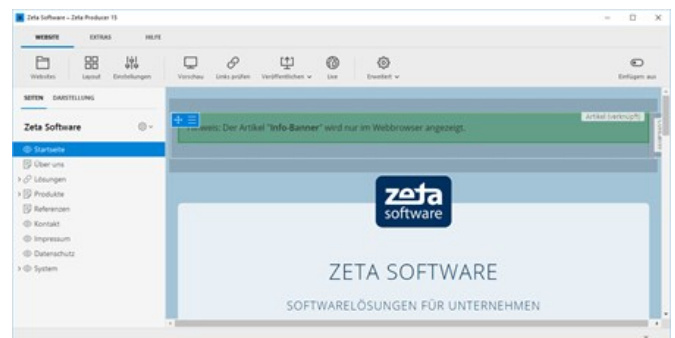 Zeta Software – Zeta Producer 15
WEBSITE EXTRAS HILFE
Websites Layout Einstellungen Vorschau Links prüfen Veröffentlichen Live Erweitert Einfügen aus
SEITEN DARSTELLUNG
Artikel (verknüpft)
Hinweis: Der Artikel "Info-Banner" wird nur im Webbrowser angezeigt.
Zeta Software
Startseite
Über uns
Lösungen
Produkte
Referenzen
Kontakt
Impressum
Datenschutz
System
zeta
software
ZETA SOFTWARE
SOFTWARELÖSUNGEN FÜR UNTERNEHMEN